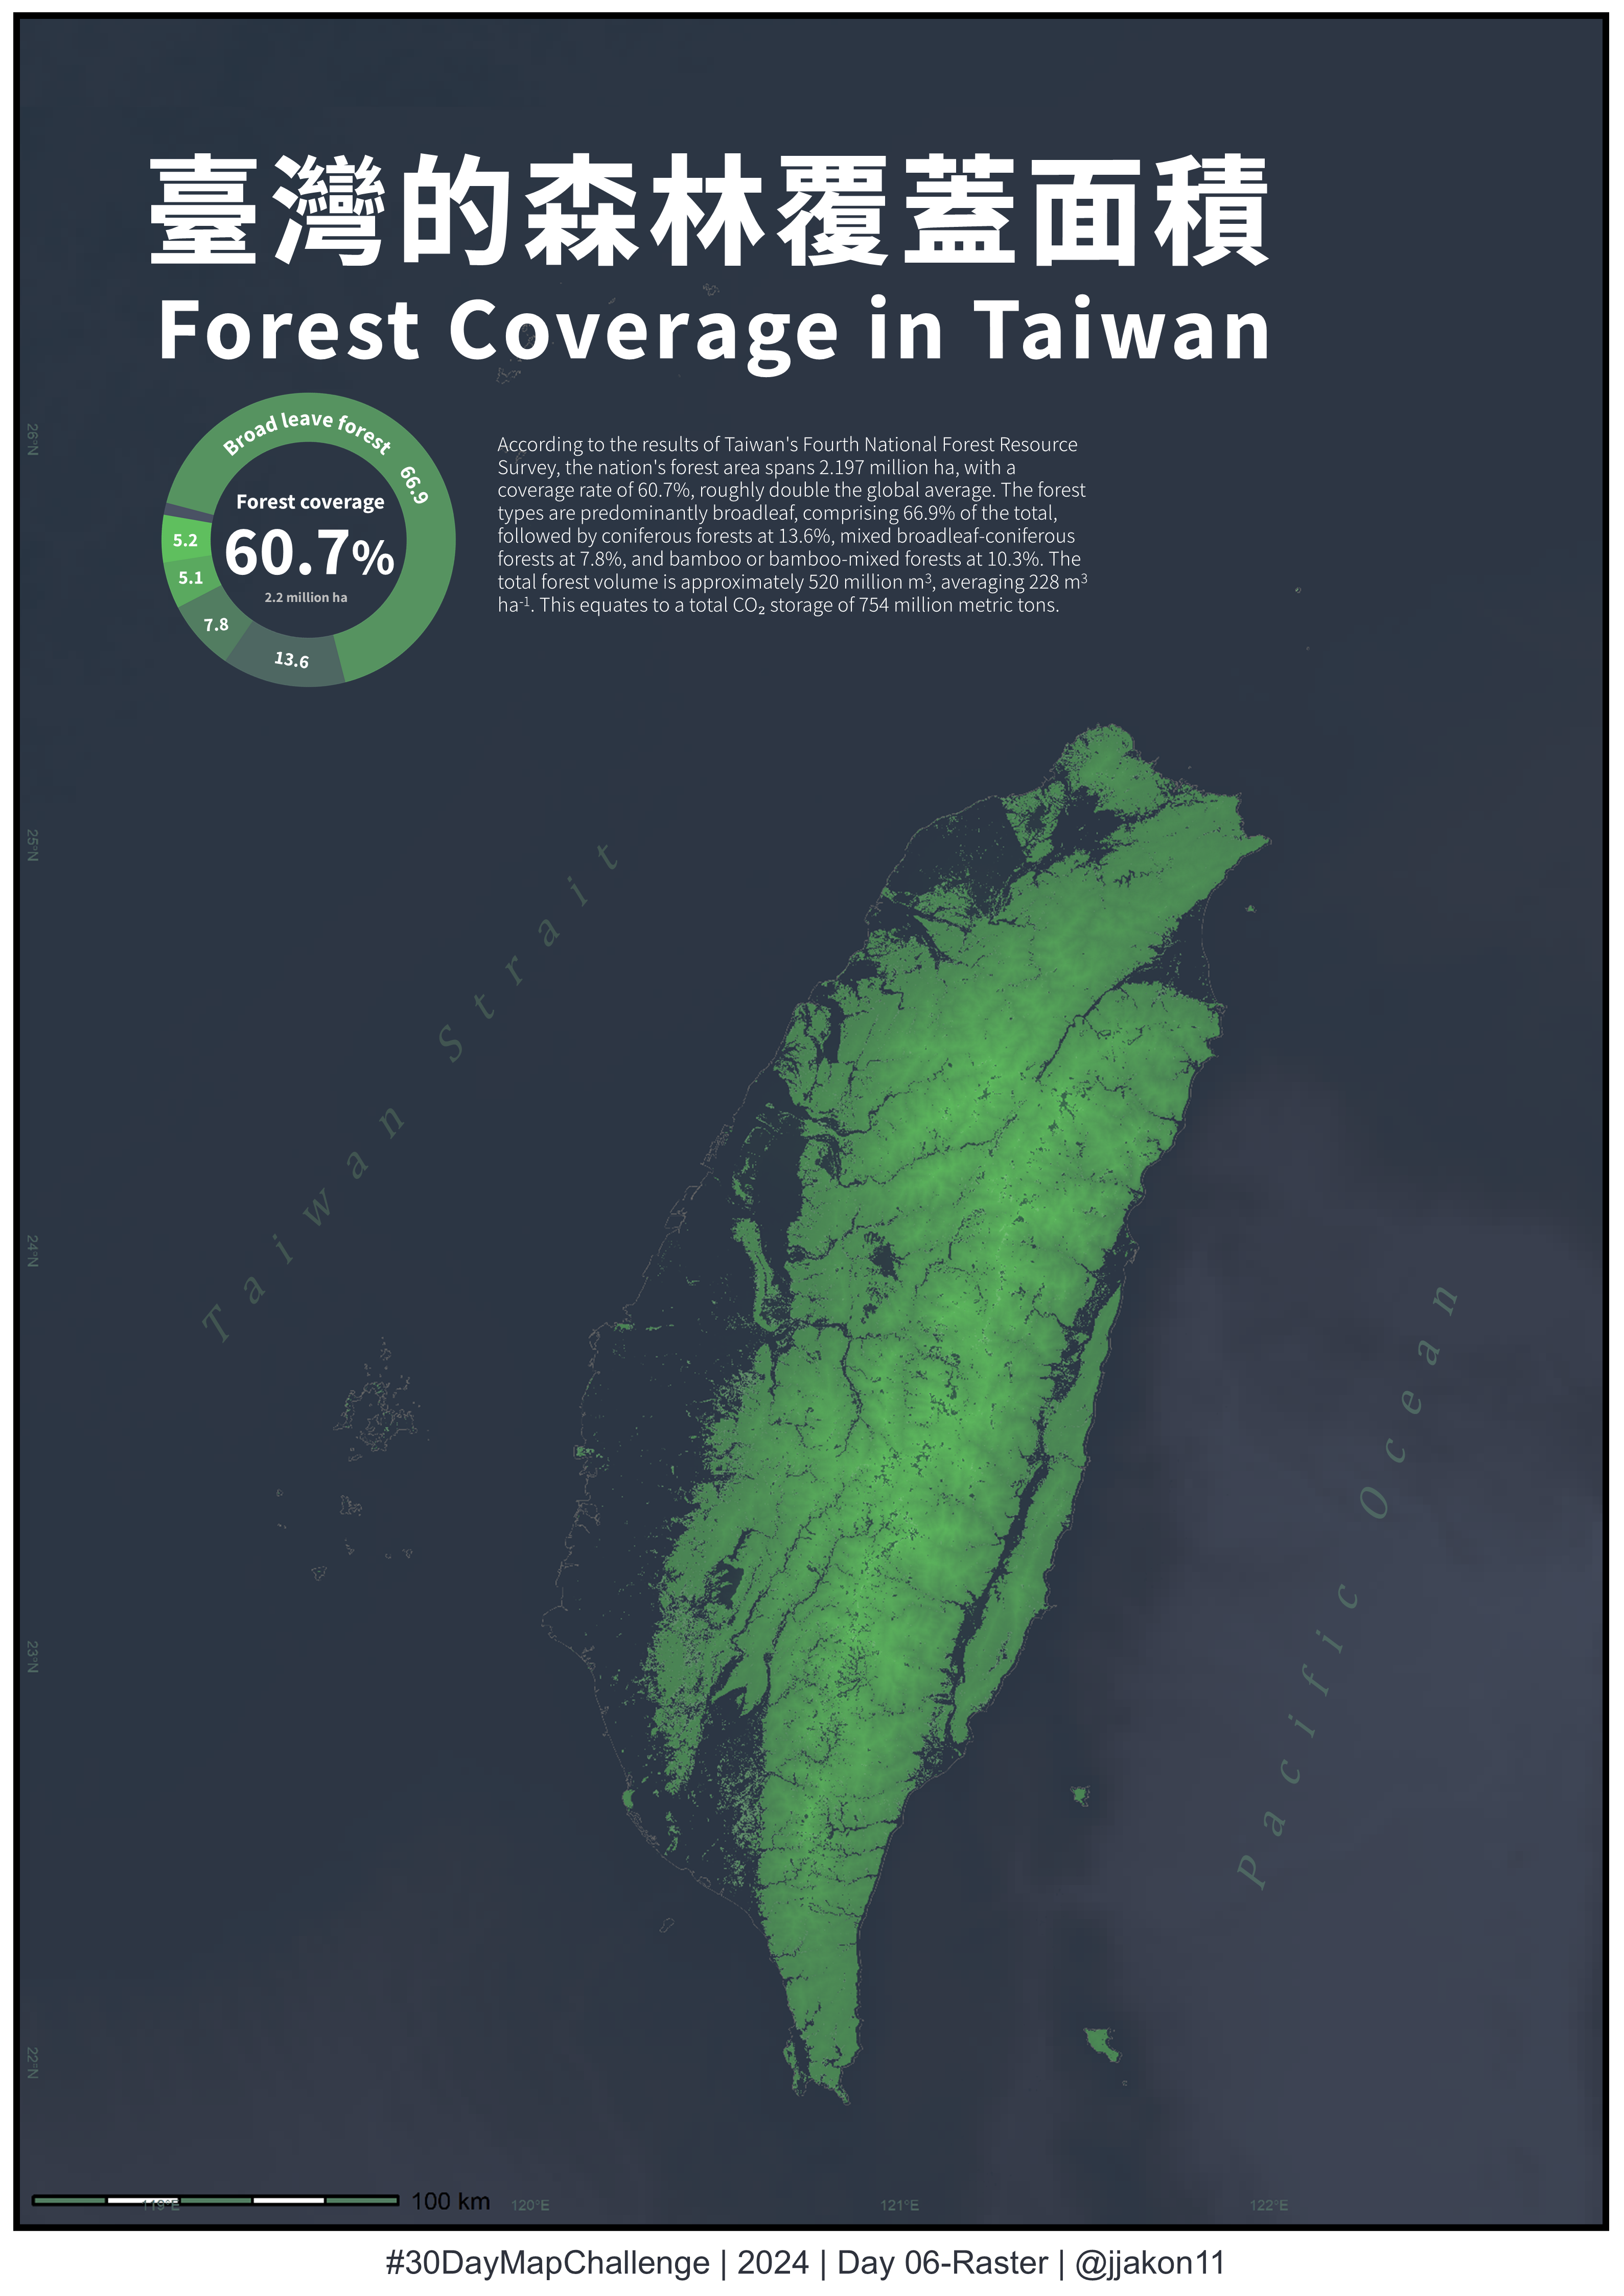 臺灣的森林覆蓋面積
Forest Coverage in Taiwan
Broad leave forest 66.9
Forest coverage
60.7%
2.2 million ha
5.2
5.1
7.8
13.6
According to the results of Taiwan's Fourth National Forest Resource
Survey, the nation's forest area spans 2.197 million ha, with a
coverage rate of 60.7%, roughly double the global average. The forest
types are predominantly broadleaf, comprising 66.9% of the total,
followed by coniferous forests at 13.6%, mixed broadleaf-coniferous
forests at 7.8%, and bamboo or bamboo-mixed forests at 10.3%. The
total forest volume is approximately 520 million m³, averaging 228 m³
ha⁻¹. This equates to a total CO₂ storage of 754 million metric tons.
26°N
25°N
24°N
23°N
22°N
Taiwan Strait
Pacific Ocean
100 km
119°E
120°E
121°E
122°E
#30DayMapChallenge | 2024 | Day 06-Raster | @jjakon11